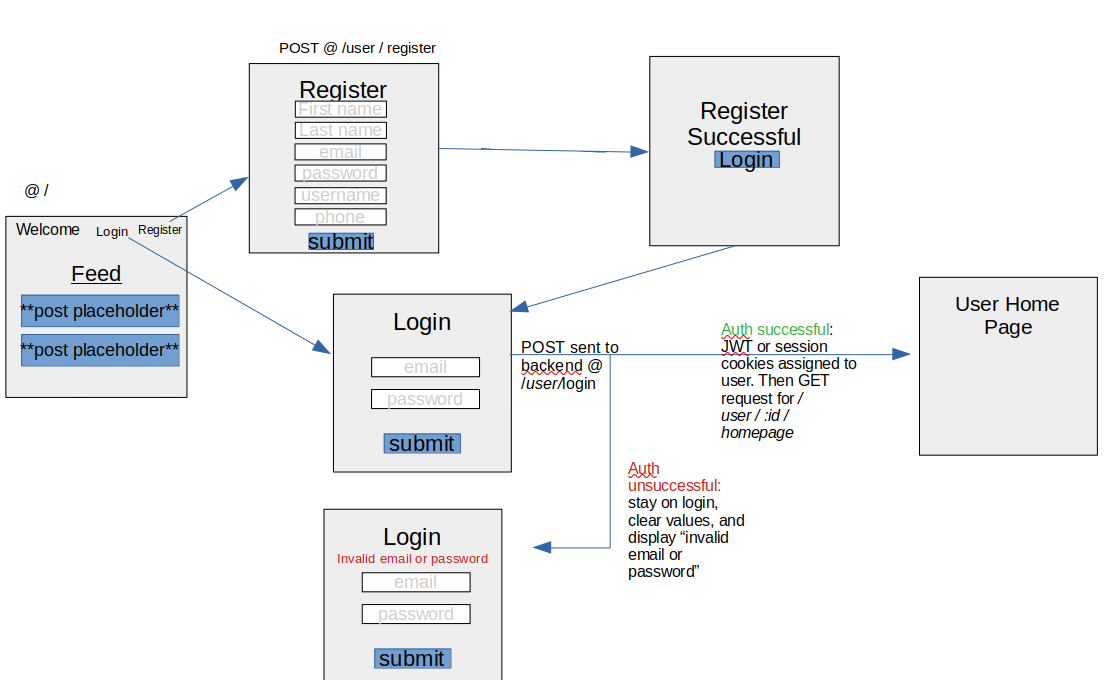 POST @ /user / register
Register
First name
Last name
email
password
username
phone
submit
Register
Successful
Login
@ /
Welcome
Login
Register
Feed
**post placeholder**
**post placeholder**
Login
email
password
submit
POST sent to
backend @
/user/login
Auth successful:
JWT or session
cookies assigned to
user. Then GET
request for /
user / :id /
homepage
User Home
Page
Auth
unsuccessful:
stay on login,
clear values, and
display “invalid
email or
password”
Login
Invalid email or password
email
password
submit